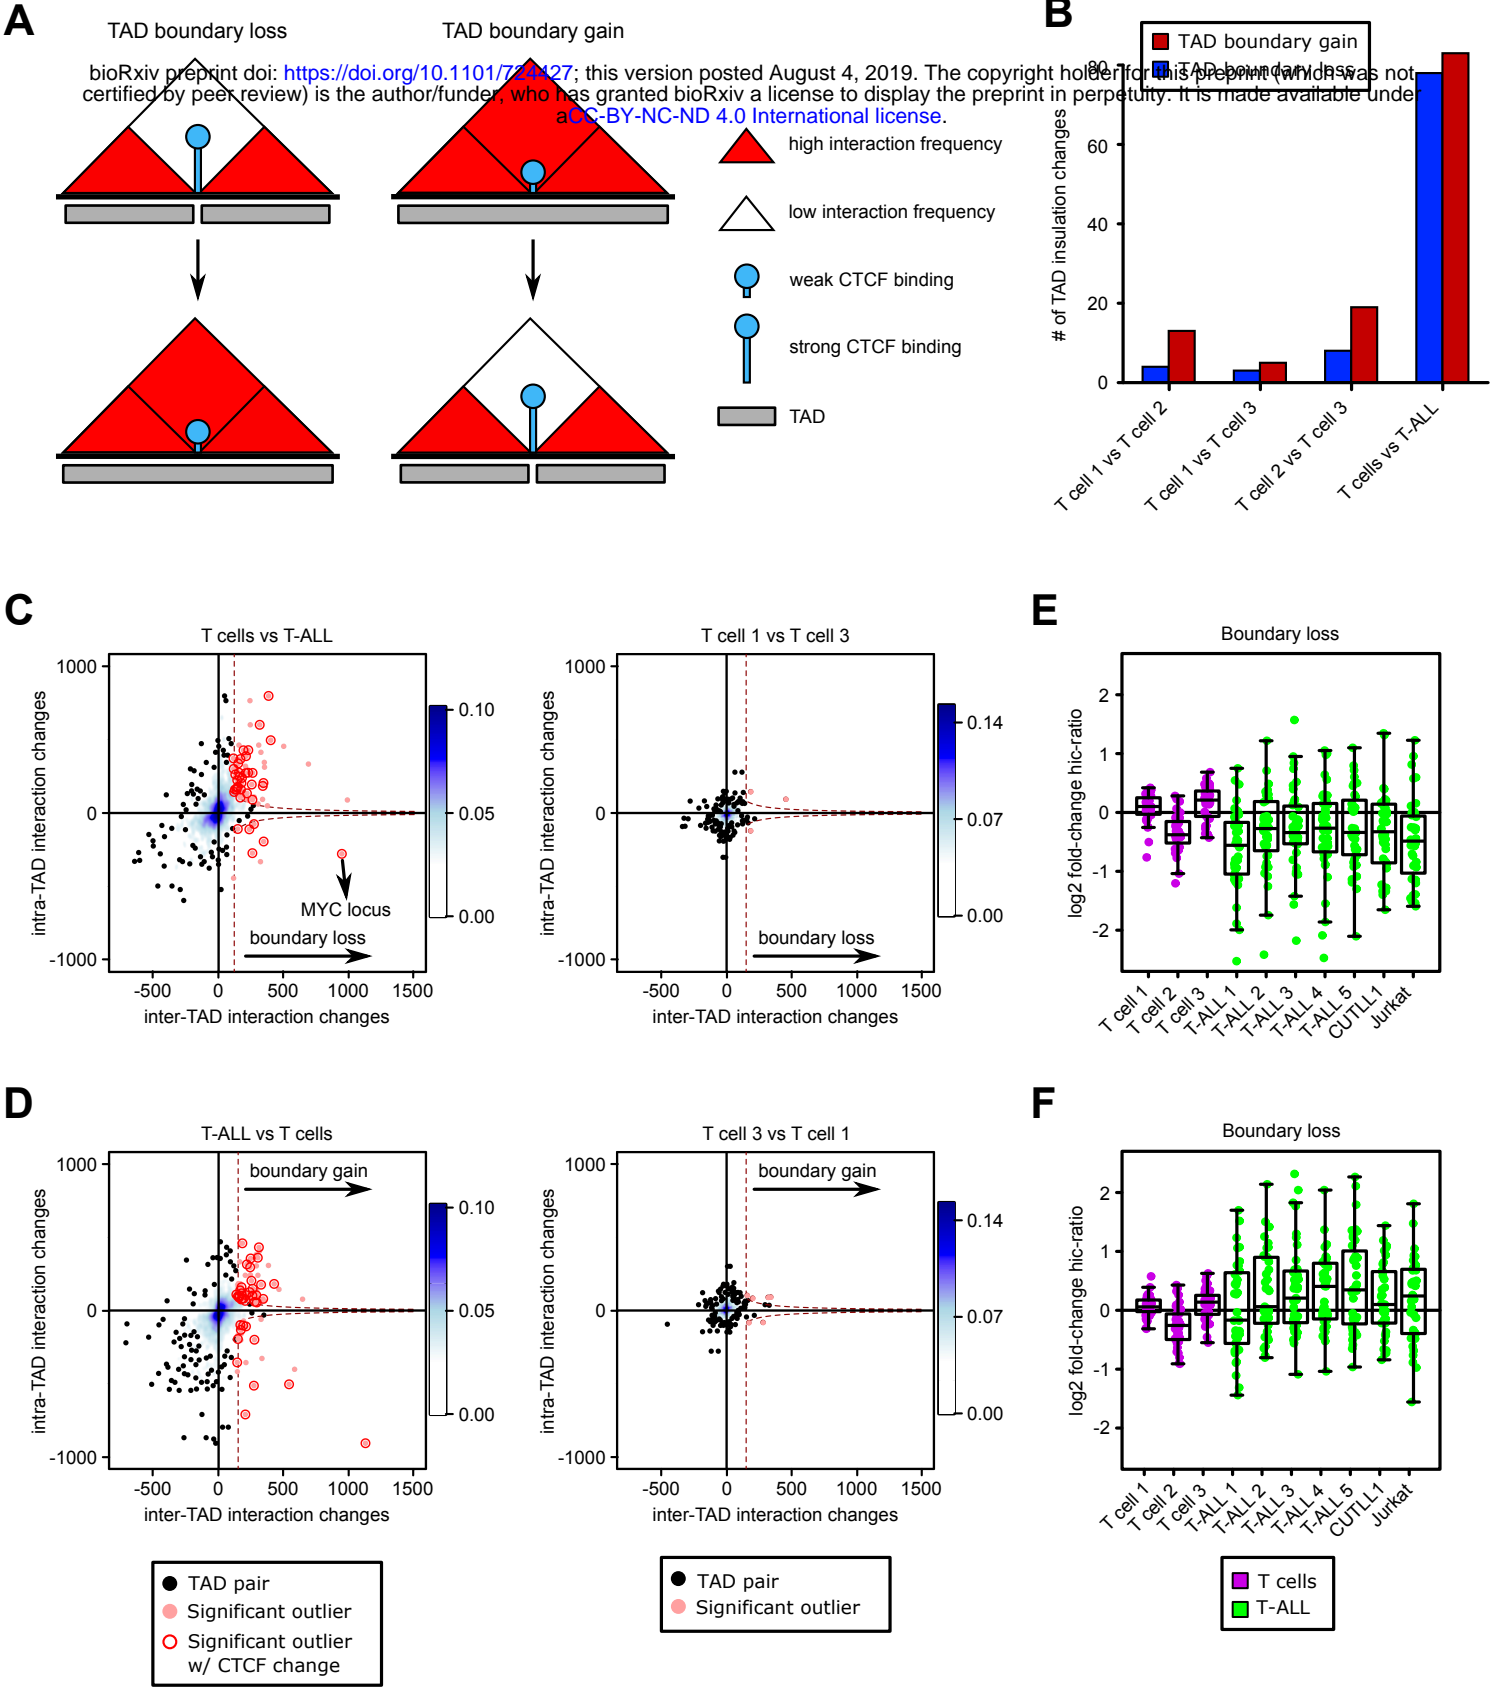 A
TAD boundary loss
TAD boundary gain
bioRxiv preprint doi: https://doi.org/10.1101/724427; this version posted August 4, 2019. The copyright holder for this preprint (which was not
certified by peer review) is the author/funder, who has granted bioRxiv a license to display the preprint in perpetuity. It is made available under
aCC-BY-NC-ND 4.0 International license.
high interaction frequency
low interaction frequency
weak CTCF binding
strong CTCF binding
TAD
B
TAD boundary gain
TAD boundary loss
# of TAD insulation changes
80
60
40
20
0
T cell 1 vs T cell 2
T cell 1 vs T cell 3
T cell 2 vs T cell 3
T cells vs T-ALL
C
T cells vs T-ALL
intra-TAD interaction changes
1000
0
-1000
MYC locus
boundary loss
-500 0 500 1000 1500
inter-TAD interaction changes
0.10
0.05
0.00
T cell 1 vs T cell 3
intra-TAD interaction changes
1000
0
-1000
boundary loss
-500 0 500 1000 1500
inter-TAD interaction changes
0.14
0.07
0.00
E
Boundary loss
log2 fold-change hic-ratio
2
1
0
-1
-2
T cell 1
T cell 2
T cell 3
T-ALL 1
T-ALL 2
T-ALL 3
T-ALL 4
T-ALL 5
CUTLL1
Jurkat
D
T-ALL vs T cells
intra-TAD interaction changes
1000
0
-1000
boundary gain
-500 0 500 1000 1500
inter-TAD interaction changes
0.10
0.05
0.00
T cell 3 vs T cell 1
intra-TAD interaction changes
1000
0
-1000
boundary gain
-500 0 500 1000 1500
inter-TAD interaction changes
0.14
0.07
0.00
F
Boundary loss
log2 fold-change hic-ratio
2
1
0
-1
-2
T cell 1
T cell 2
T cell 3
T-ALL 1
T-ALL 2
T-ALL 3
T-ALL 4
T-ALL 5
CUTLL1
Jurkat
TAD pair
Significant outlier
Significant outlier
w/ CTCF change
TAD pair
Significant outlier
T cells
T-ALL